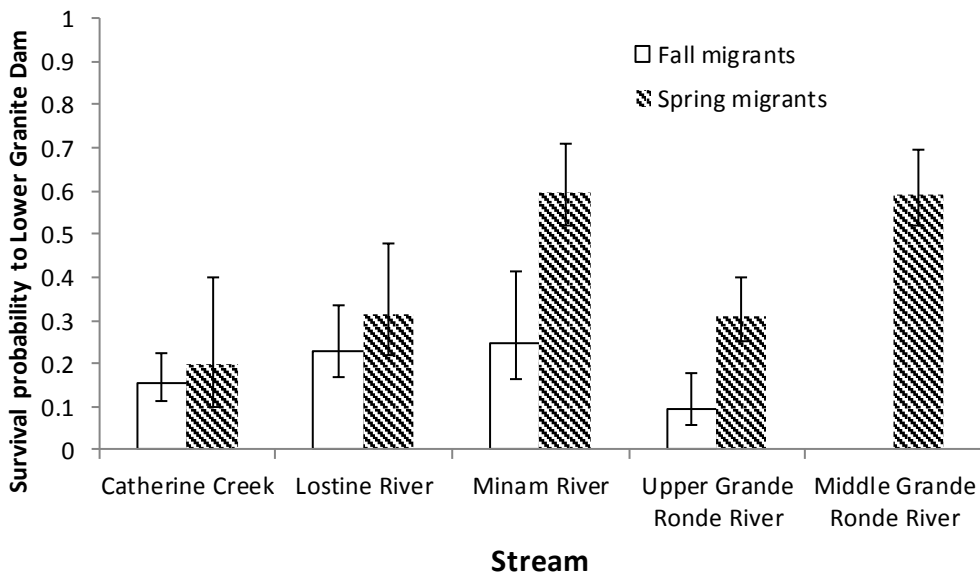 Survival probability to Lower Granite Dam
1
0.9
0.8
0.7
0.6
0.5
0.4
0.3
0.2
0.1
0
Fall migrants
Spring migrants
Catherine Creek
Lostine River
Minam River
Upper Grande
Ronde River
Middle Grande
Ronde River
Stream